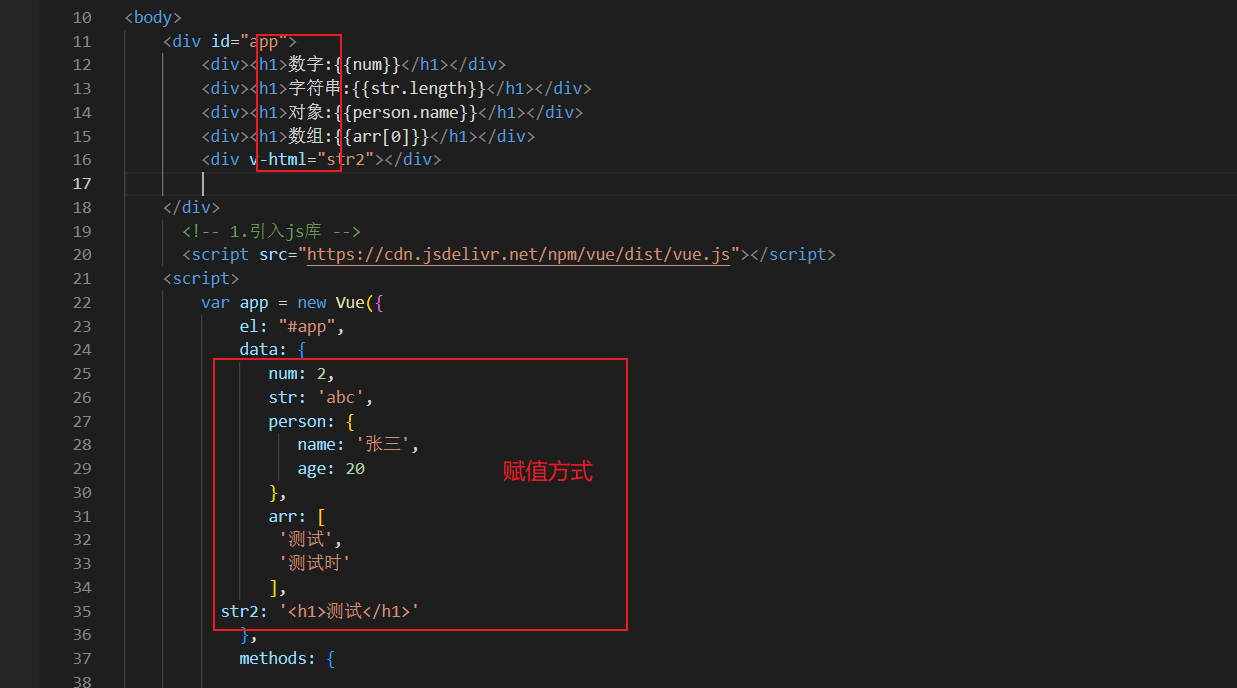 10 <body>
11 <div id="app">
12 <div><h1>数字:{{num}}</h1></div>
13 <div><h1>字符串:{{str.length}}</h1></div>
14 <div><h1>对象:{{person.name}}</h1></div>
15 <div><h1>数组:{{arr[0]}}</h1></div>
16 <div v-html="str2"></div>
17
18 </div>
19 <!-- 1.引入js库 -->
20 <script src="https://cdn.jsdelivr.net/npm/vue/dist/vue.js"></script>
21 <script>
22 var app = new Vue({
23 el: "#app",
24 data: {
25 num: 2,
26 str: 'abc',
27 person: {
28 name: '张三',
29 age: 20
赋值方式
30 },
31 arr: [
32 '测试',
33 '测试时'
34 ],
35 str2: '<h1>测试</h1>'
36 },
37 methods: {
38